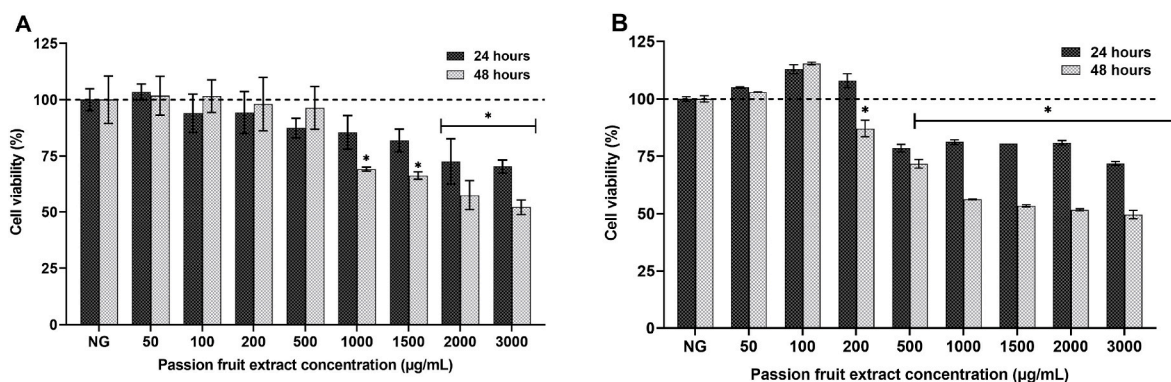 A
125
100
75
50
25
0
Cell viability (%)
24 hours
48 hours
*
*
*
NG 50 100 200 500 1000 1500 2000 3000
Passion fruit extract concentration (µg/mL)
B
125
100
75
50
25
0
Cell viability (%)
24 hours
48 hours
*
*
NG 50 100 200 500 1000 1500 2000 3000
Passion fruit extract concentration (µg/mL)